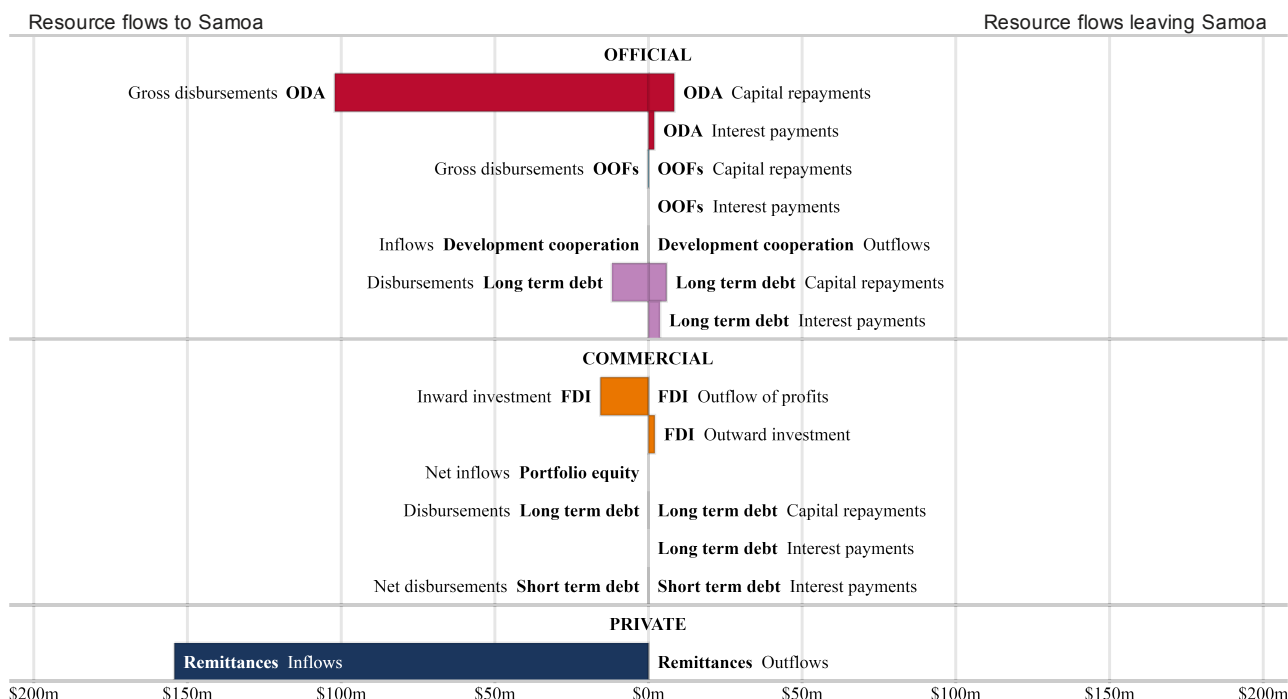 Resource flows to Samoa Resource flows leaving Samoa
OFFICIAL
Gross disbursements ODA ODA Capital repayments
ODA Interest payments
Gross disbursements OOFs OOFs Capital repayments
OOFs Interest payments
Inflows Development cooperation Development cooperation Outflows
Disbursements Long term debt Long term debt Capital repayments
Long term debt Interest payments
COMMERCIAL
Inward investment FDI FDI Outflow of profits
FDI Outward investment
Net inflows Portfolio equity
Disbursements Long term debt Long term debt Capital repayments
Long term debt Interest payments
Net disbursements Short term debt Short term debt Interest payments
PRIVATE
Remittances Inflows Remittances Outflows
$200m $150m $100m $50m $0m $50m $100m $150m $200m